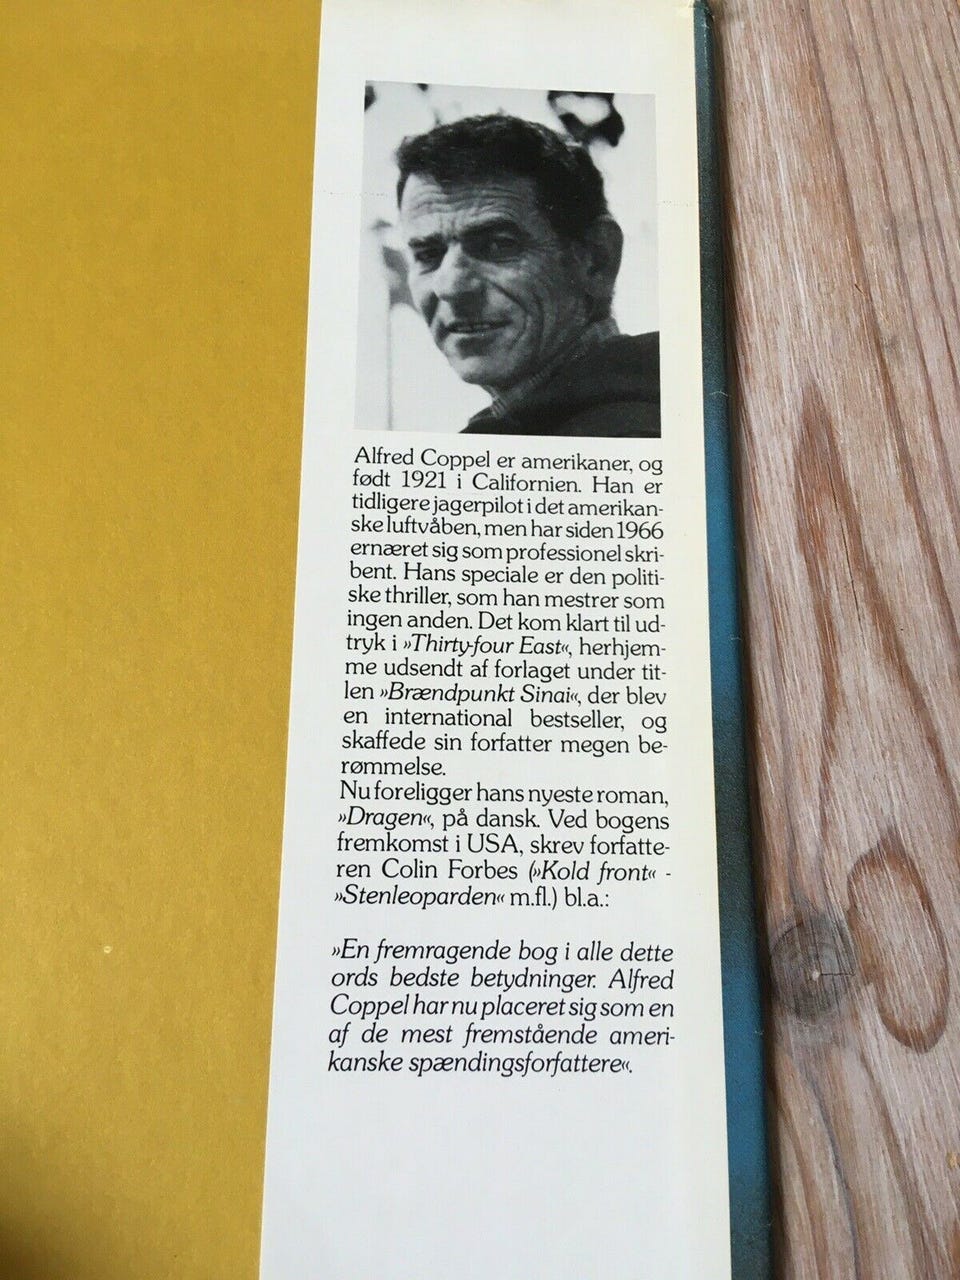 Alfred Coppel er amerikaner, og
født 1921 i Californien. Han er
tidligere jagerpilot i det amerikan-
ske luftvåben, men har siden 1966
ernæret sig som professionel skri-
bent. Hans speciale er den politi-
ske thriller, som han mestrer som
ingen anden. Det kom klart til ud-
tryk i »Thirty-four East«, herhjem-
me udsendt af forlaget under tit-
len »Brændpunkt Sinai«, der blev
en international bestseller, og
skaffede sin forfatter megen be-
rømmelse.
Nu foreligger hans nyeste roman,
»Dragen«, på dansk. Ved bogens
fremkomst i USA, skrev forfatte-
ren Colin Forbes (»Kold front« -
»Stenleoparden« m.fl.) bl.a.:
»En fremragende bog i alle dette
ords bedste betydninger. Alfred
Coppel har nu placeret sig som en
af de mest fremstående ameri-
kanske spændingsforfattere«.